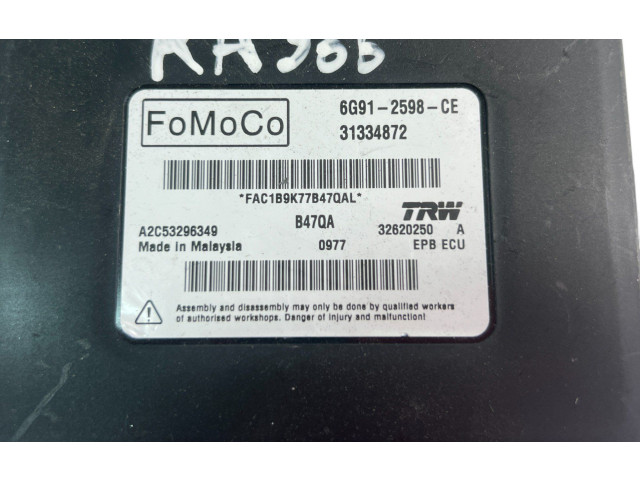 FoMoCo
6G91-2598-CE
31334872
*FAC1B9K77B47QAL*
TRW
B47QA
A2C53296349
32620250 A
Made in Malaysia 0977 EPB ECU
Assembly and disassembly may only be done by qualified workers
of authorised workshops. Danger of injury and malfunction!